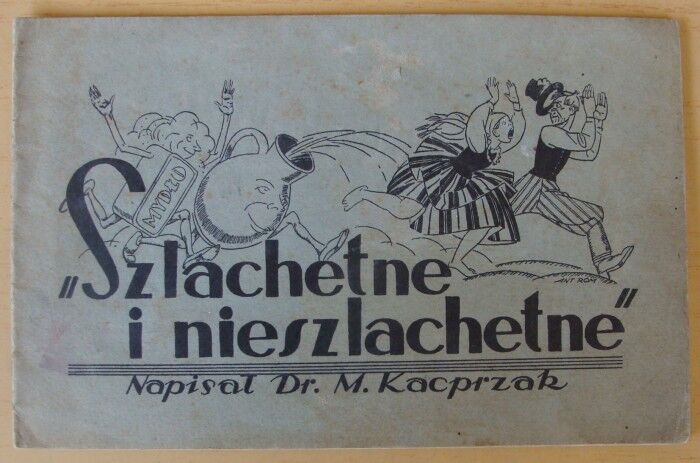 MYDŁO
ANT ROM
„Szlachetne
i nieszlachetne”
Napisał Dr. M. Kacprzak